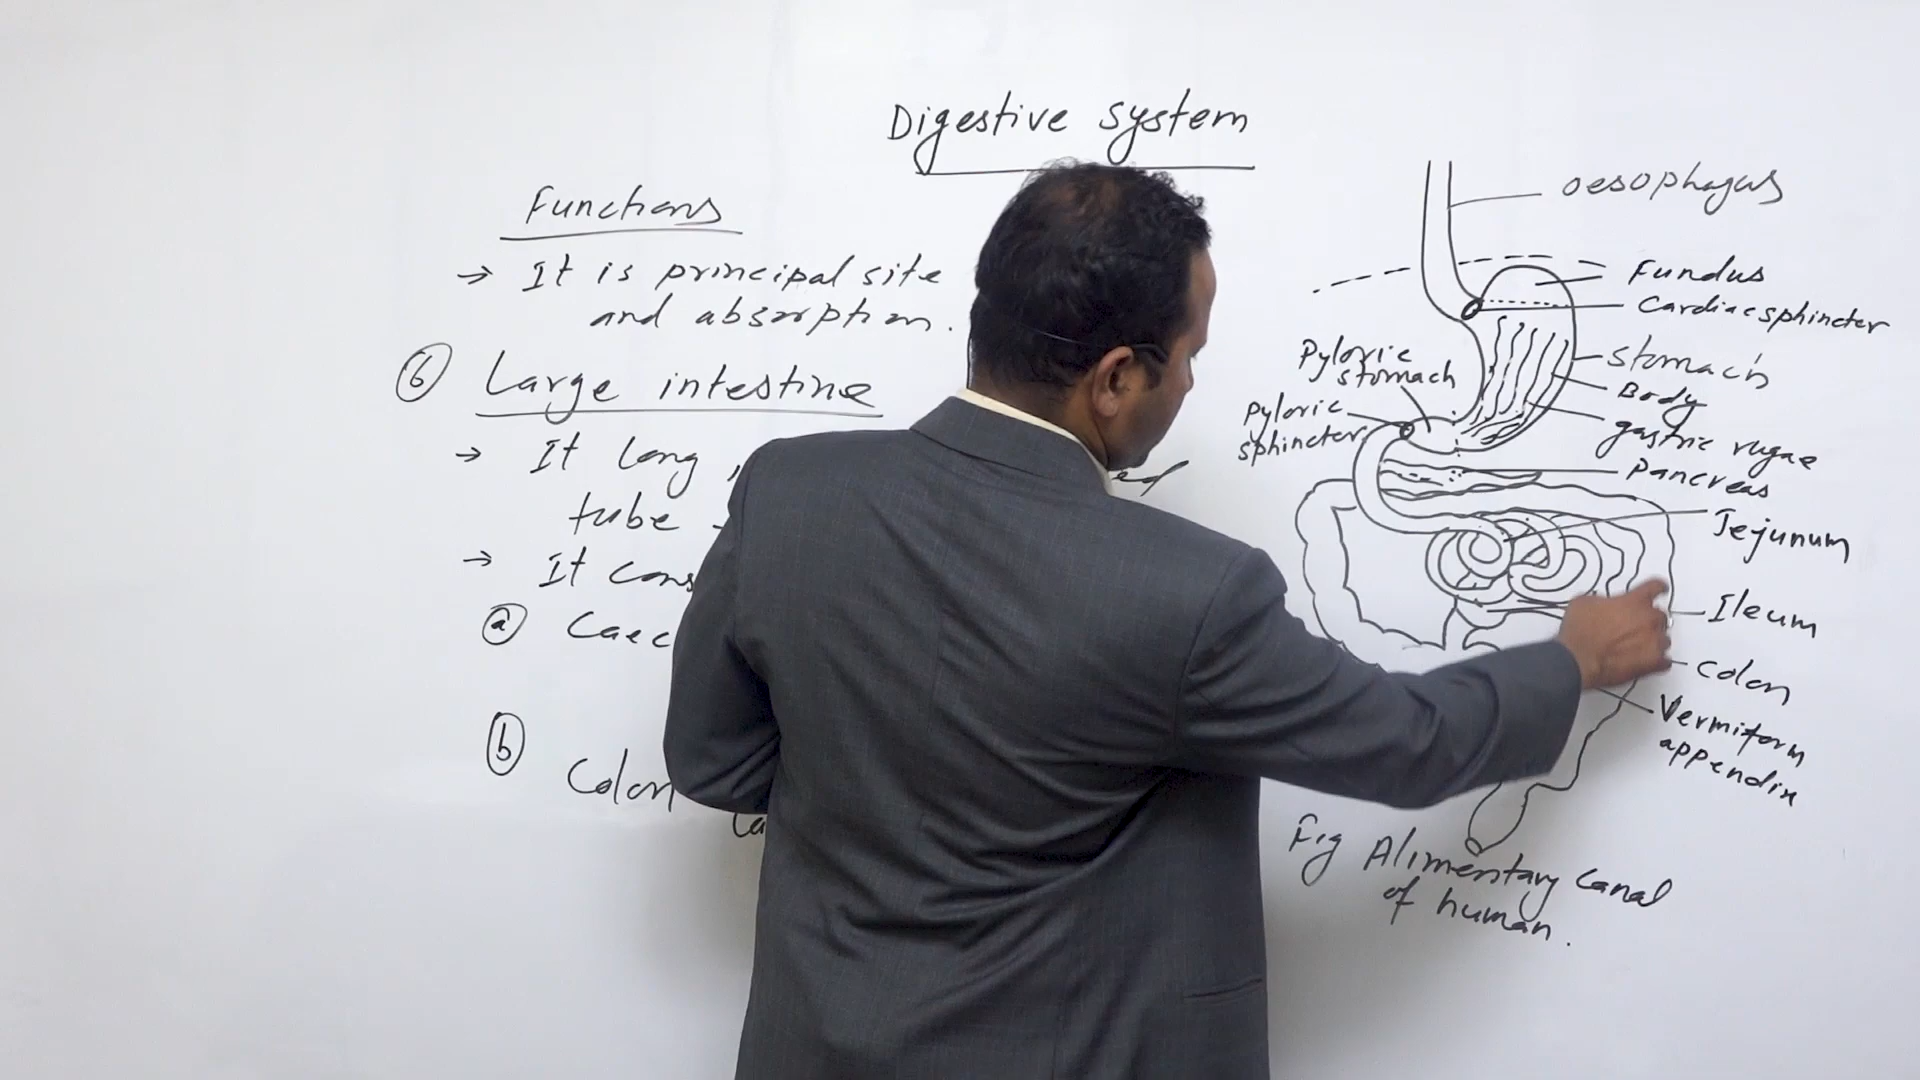 Digestive system
Functions
→ It is principal site
and absorption.
⑥ Large intestine
→ It long,
tube
→ It cons
ⓐ Caec
ⓑ
Colon
oesophagus
Fundus
Cardiac sphincter
Pyloric
stomach
stomach
Body
Pyloric
sphincter
gastric rugae
Pancreas
Jejunum
Ileum
Colon
Vermiform
appendix
Fig Alimentary Canal
of human.